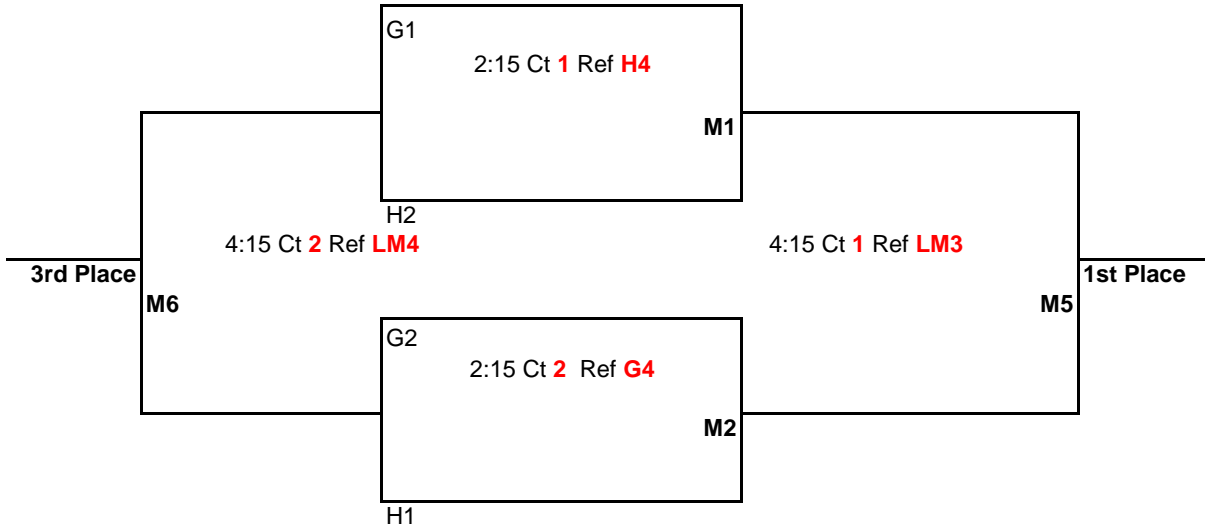 G1
2:15 Ct 1 Ref H4
M1
H2
4:15 Ct 2 Ref LM4
4:15 Ct 1 Ref LM3
3rd Place
1st Place
M6
M5
G2
2:15 Ct 2 Ref G4
M2
H1